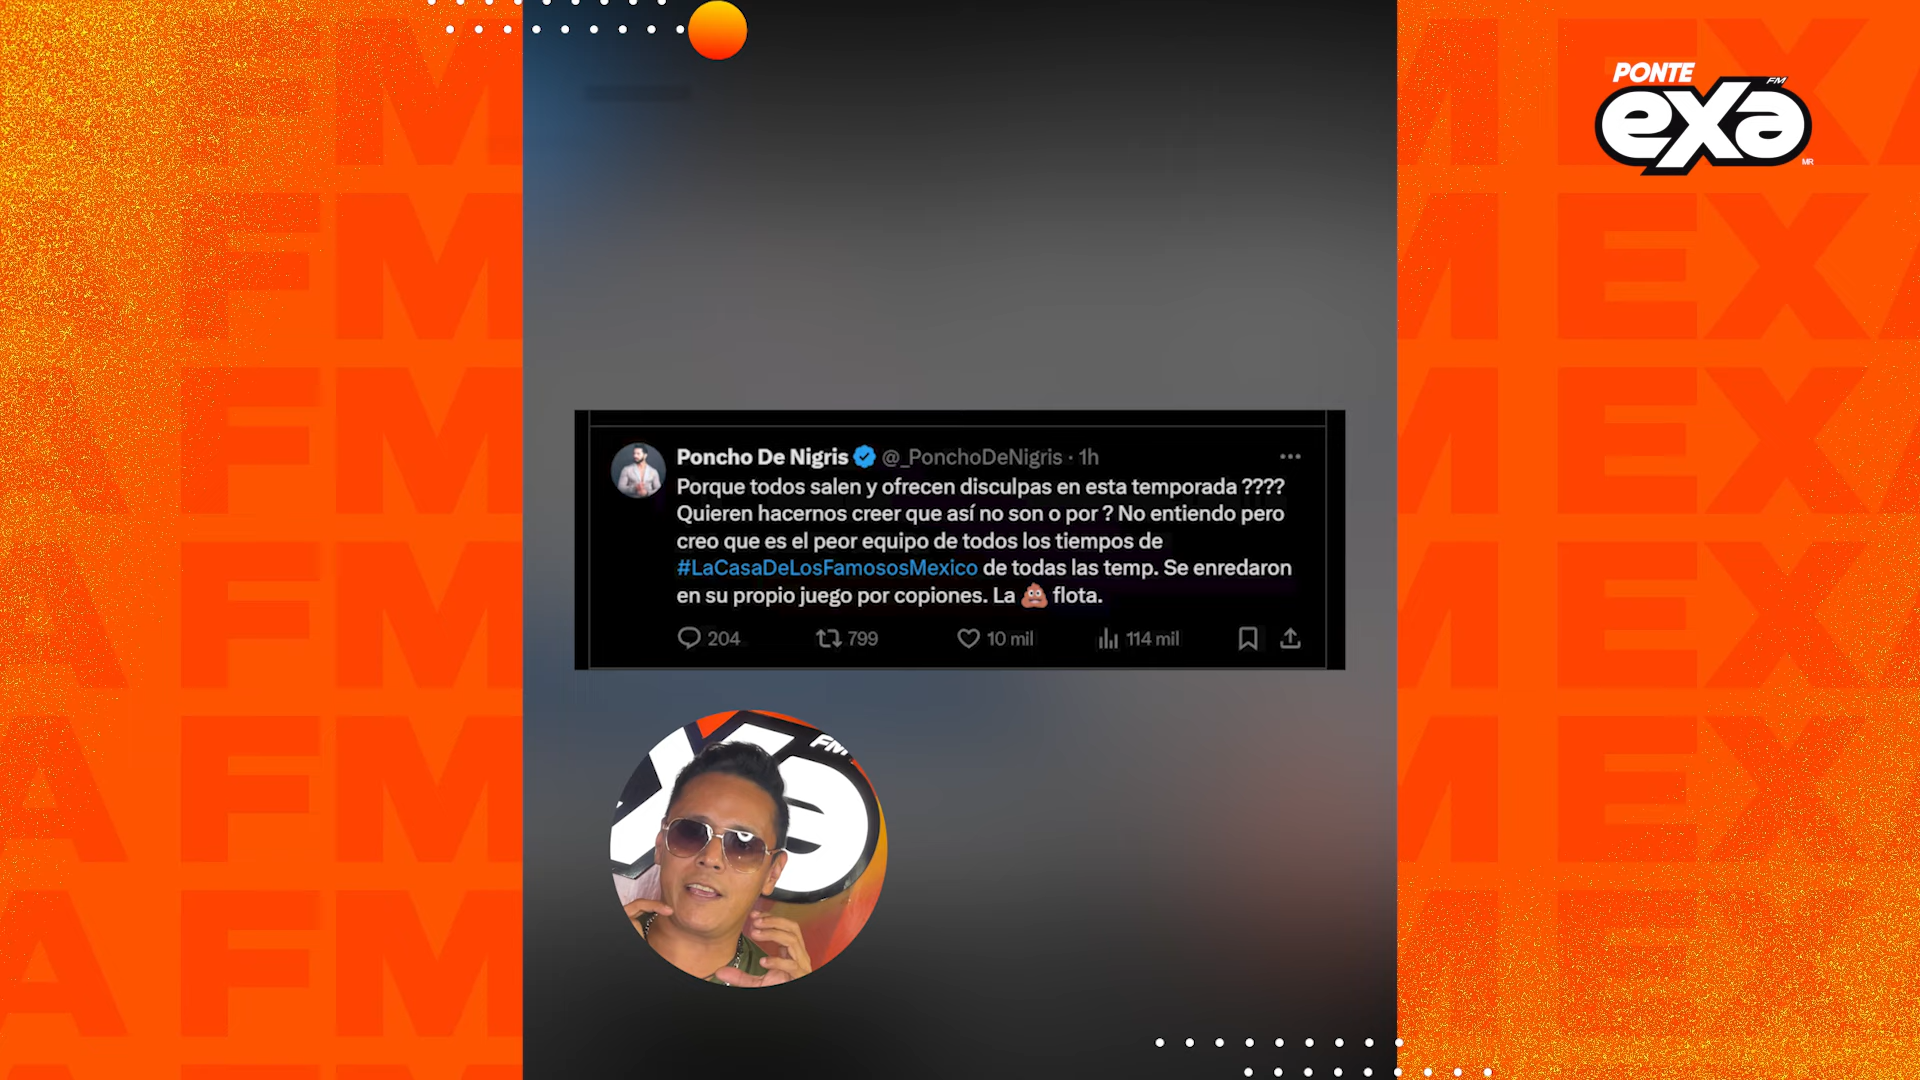 PONTE
FM
exa
MR
Poncho De Nigris @_PonchoDeNigris · 1h
Porque todos salen y ofrecen disculpas en esta temporada ????
Quieren hacernos creer que así no son o por ? No entiendo pero
creo que es el peor equipo de todos los tiempos de
#LaCasaDeLosFamososMexico de todas las temp. Se enredaron
en su propio juego por copiones. La 💩 flota.
204 799 10 mil 114 mil
FM